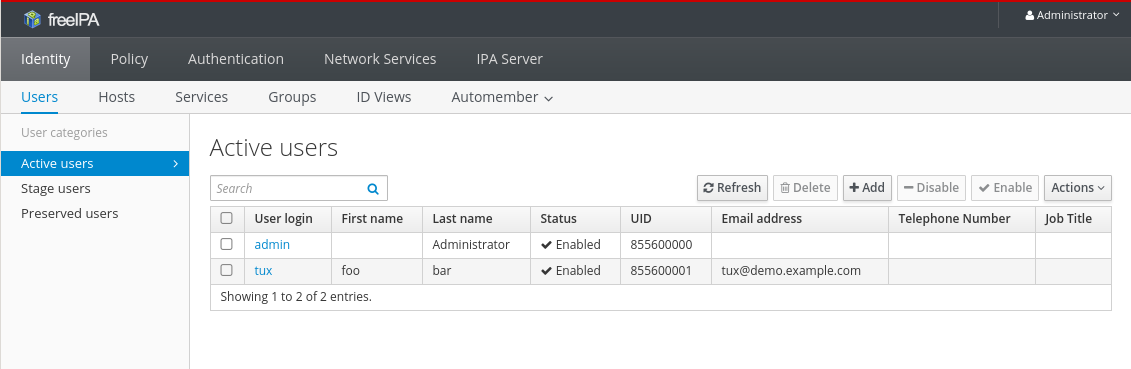 freeIPA Administrator
Identity Policy Authentication Network Services IPA Server
Users Hosts Services Groups ID Views Automember
User categories
Active users
Stage users
Preserved users
Active users
Search Refresh Delete Add Disable Enable Actions
User login First name Last name Status UID Email address Telephone Number Job Title
admin Administrator Enabled 855600000
tux foo bar Enabled 855600001 tux@demo.example.com
Showing 1 to 2 of 2 entries.